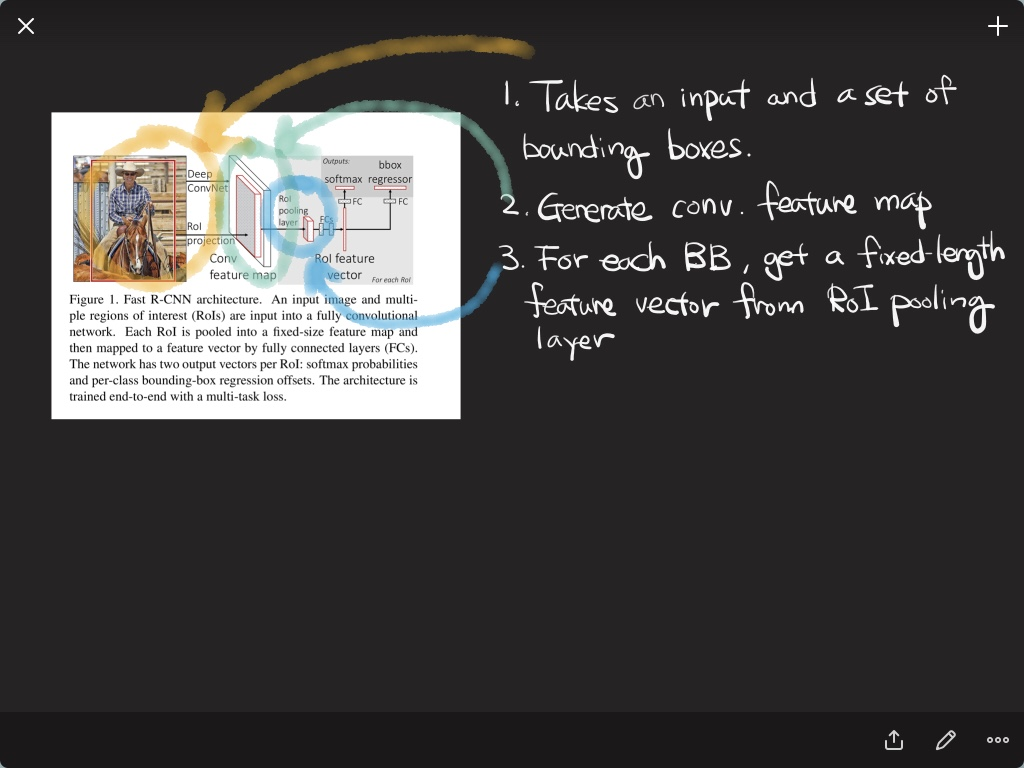 1. Takes an input and a set of
bounding boxes.
2. Generate conv. feature map
3. For each BB, get a fixed-length
feature vector from RoI pooling
layer
Deep
ConvNet
RoI
projection
Conv
feature map
RoI
pooling
layer
FCs
RoI feature
vector
Outputs:
softmax
bbox
regressor
FC
FC
For each RoI
Figure 1. Fast R-CNN architecture. An input image and multi-
ple regions of interest (RoIs) are input into a fully convolutional
network. Each RoI is pooled into a fixed-size feature map and
then mapped to a feature vector by fully connected layers (FCs).
The network has two output vectors per RoI: softmax probabilities
and per-class bounding-box regression offsets. The architecture is
trained end-to-end with a multi-task loss.